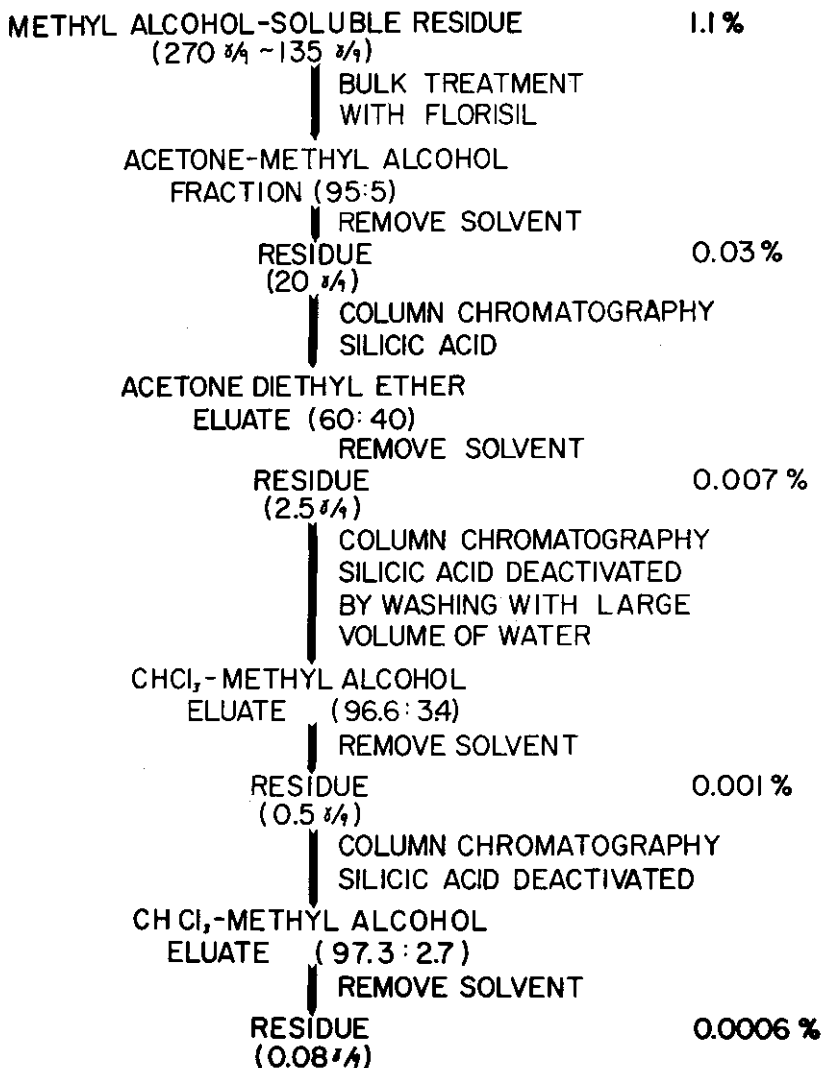 METHYL ALCOHOL-SOLUBLE RESIDUE 1.1 %
(270 γ/g ~135 γ/g)
BULK TREATMENT
WITH FLORISIL
ACETONE-METHYL ALCOHOL
FRACTION (95:5)
REMOVE SOLVENT
RESIDUE 0.03 %
(20 γ/g)
COLUMN CHROMATOGRAPHY
SILICIC ACID
ACETONE DIETHYL ETHER
ELUATE (60:40)
REMOVE SOLVENT
RESIDUE 0.007 %
(2.5 γ/g)
COLUMN CHROMATOGRAPHY
SILICIC ACID DEACTIVATED
BY WASHING WITH LARGE
VOLUME OF WATER
CHCl₃-METHYL ALCOHOL
ELUATE (96.6:3.4)
REMOVE SOLVENT
RESIDUE 0.001 %
(0.5 γ/g)
COLUMN CHROMATOGRAPHY
SILICIC ACID DEACTIVATED
CHCl₃-METHYL ALCOHOL
ELUATE (97.3:2.7)
REMOVE SOLVENT
RESIDUE 0.0006 %
(0.08 γ/g)